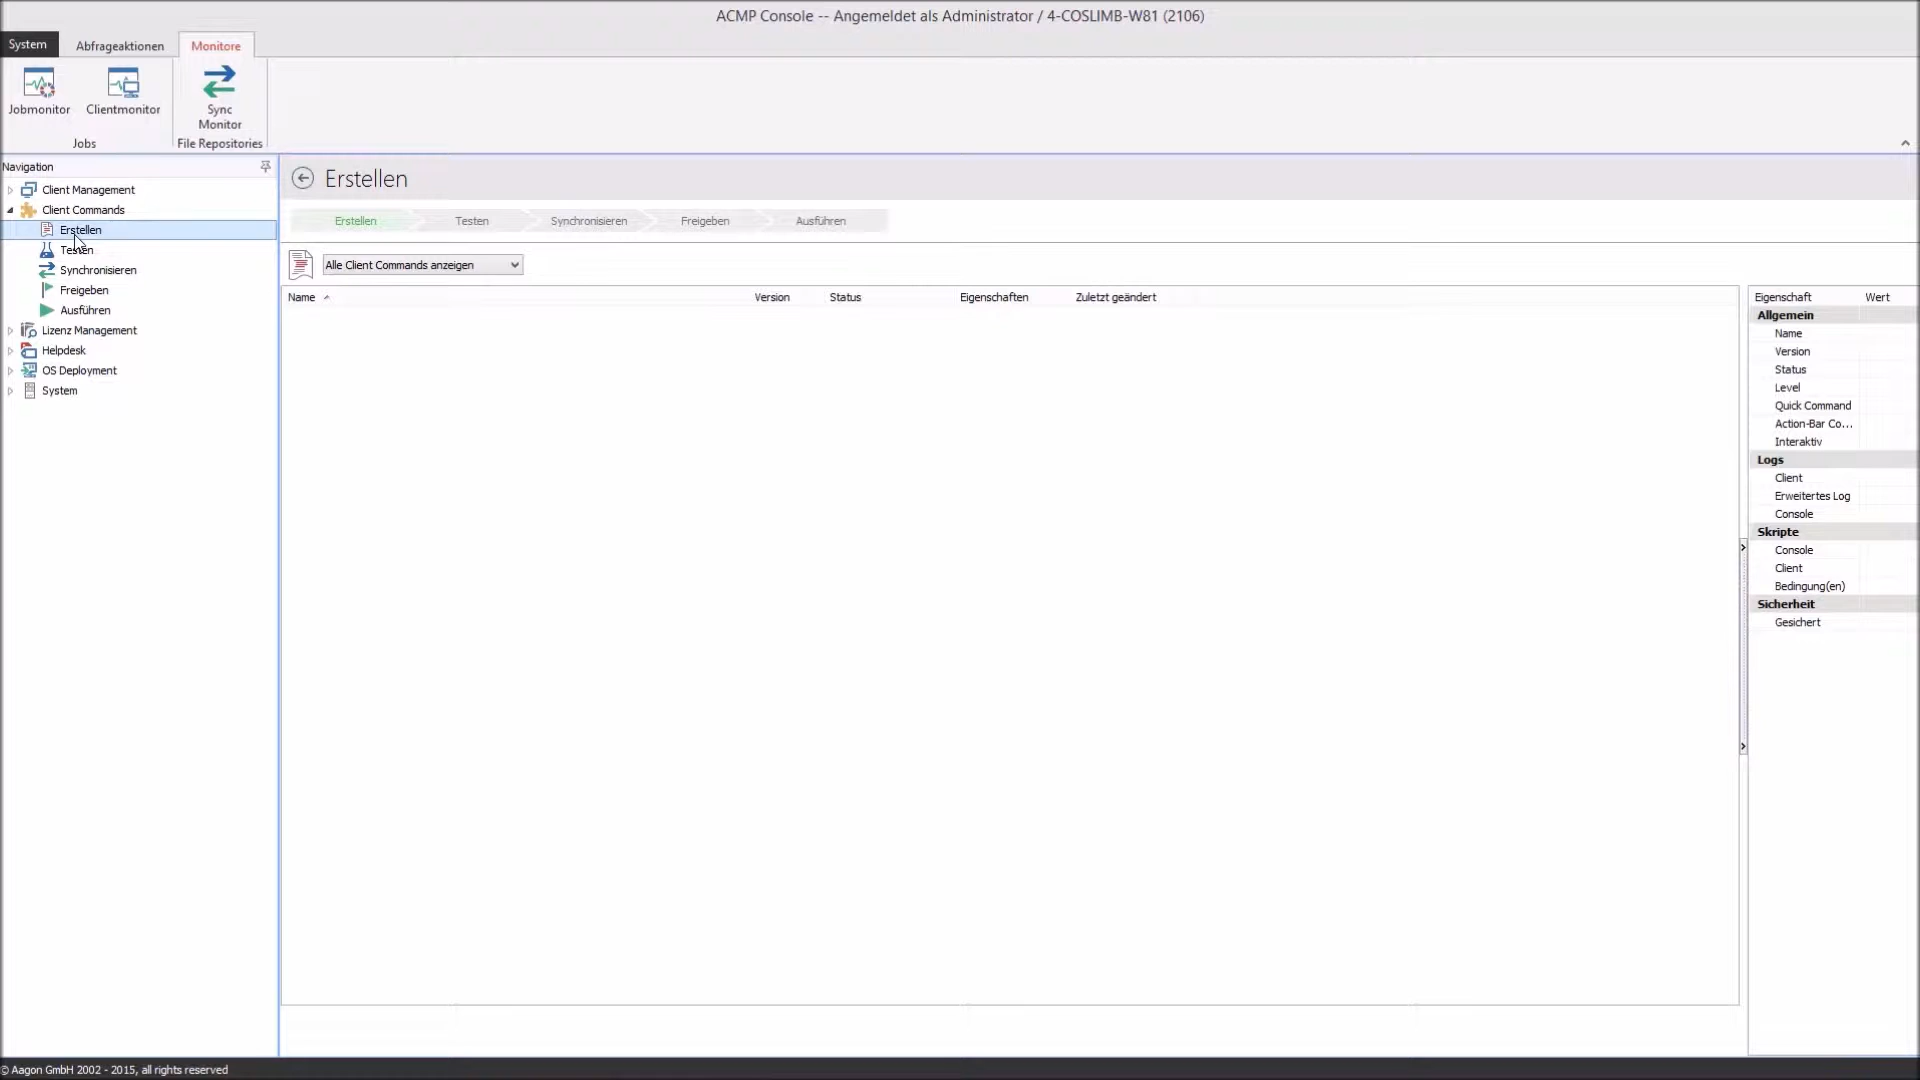 ACMP Console -- Angemeldet als Administrator / 4-COSLIMB-W81 (2106)
System Abfrageaktionen Monitore
Jobmonitor Clientmonitor Sync Monitor
Jobs File Repositories
Navigation
Client Management
Client Commands
Erstellen
Testen
Synchronisieren
Freigeben
Ausführen
Lizenz Management
Helpdesk
OS Deployment
System
Erstellen
Erstellen Testen Synchronisieren Freigeben Ausführen
Alle Client Commands anzeigen
Name Version Status Eigenschaften Zuletzt geändert
Eigenschaft Wert
Allgemein
Name
Version
Status
Level
Quick Command
Action-Bar Co...
Interaktiv
Logs
Client
Erweitertes Log
Console
Skripte
Console
Client
Bedingung(en)
Sicherheit
Gesichert
© Aagon GmbH 2002 - 2015, all rights reserved